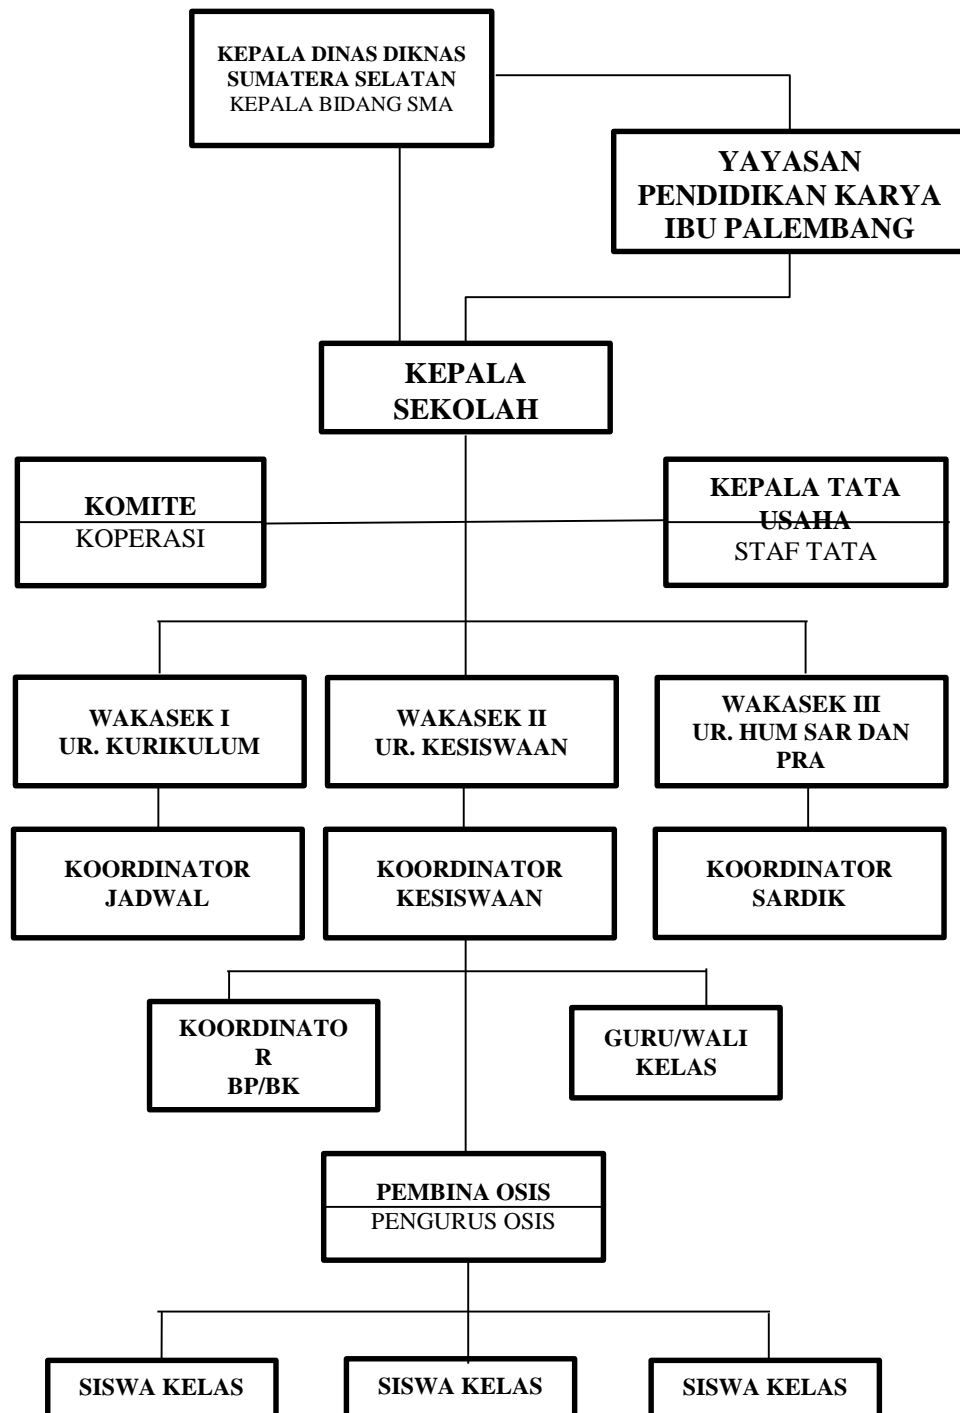 KEPALA DINAS DIKNAS
SUMATERA SELATAN
KEPALA BIDANG SMA
YAYASAN
PENDIDIKAN KARYA
IBU PALEMBANG
KEPALA
SEKOLAH
KOMITE
KOPERASI
KEPALA TATA
USAHA
STAF TATA
WAKASEK I
UR. KURIKULUM
WAKASEK II
UR. KESISWAAN
WAKASEK III
UR. HUM SAR DAN
PRA
KOORDINATOR
JADWAL
KOORDINATOR
KESISWAAN
KOORDINATOR
SARDIK
KOORDINATO
R
BP/BK
GURU/WALI
KELAS
PEMBINA OSIS
PENGURUS OSIS
SISWA KELAS
SISWA KELAS
SISWA KELAS